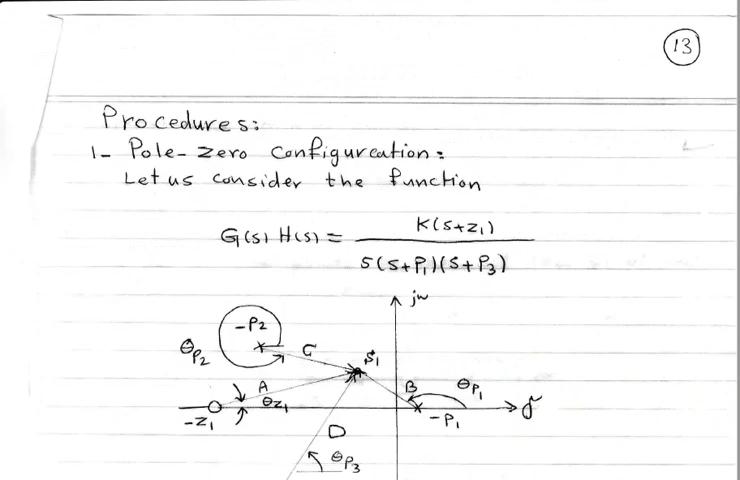 13
Procedures:
1- Pole-zero Configuration:
Let us consider the function
G(s) H(s) = K(s+z₁) / s(s+P₁)(s+P₃)
jω
-P₂
θP₂
C
S₁
A
θz₁
B
θP₁
-z₁
-P₁
σ
D
θP₃